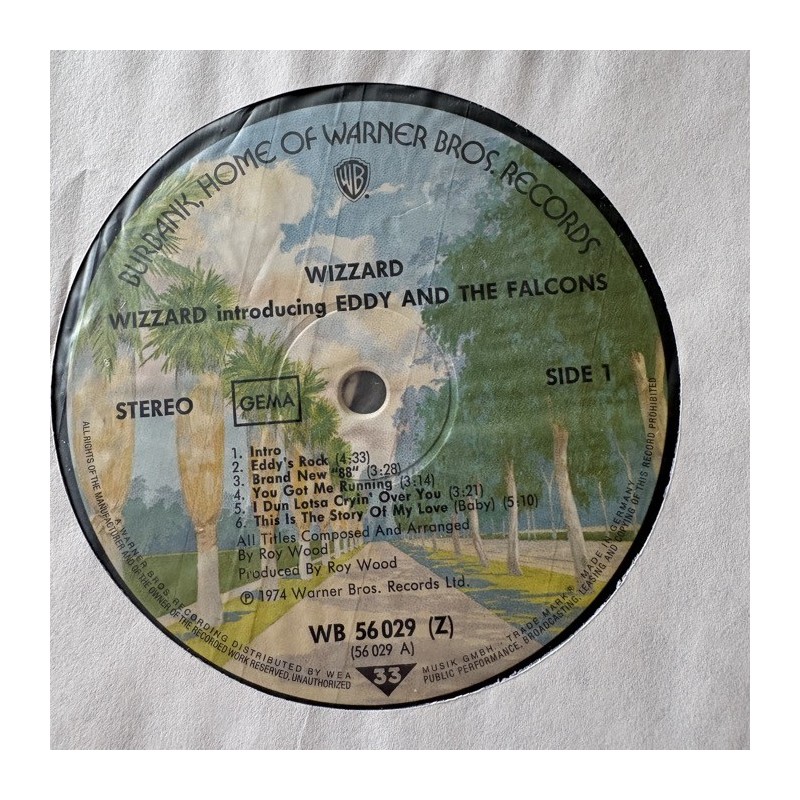 BURBANK, HOME OF WARNER BROS. RECORDS
WB
WIZZARD
WIZZARD introducing EDDY AND THE FALCONS
STEREO
GEMA
SIDE 1
1. Intro
2. Eddy's Rock (4:33)
3. Brand New "88" (3:28)
4. You Got Me Running (3:14)
5. I Dun Lotsa Cryin' Over You (3:21)
6. This Is The Story Of My Love (Baby) (5:10)
All Titles Composed And Arranged
By Roy Wood
Produced By Roy Wood
℗ 1974 Warner Bros. Records Ltd.
WB 56 029 (Z)
(56 029 A)
33
A WARNER BROS. RECORDING DISTRIBUTED BY WEA MUSIK GMBH · TRADE MARK® · MADE IN GERMANY
ALL RIGHTS OF THE MANUFACTURER AND OF THE OWNER OF THE RECORDED WORK RESERVED, UNAUTHORIZED PUBLIC PERFORMANCE, BROADCASTING, LEASING AND COPYING OF THIS RECORD PROHIBITED